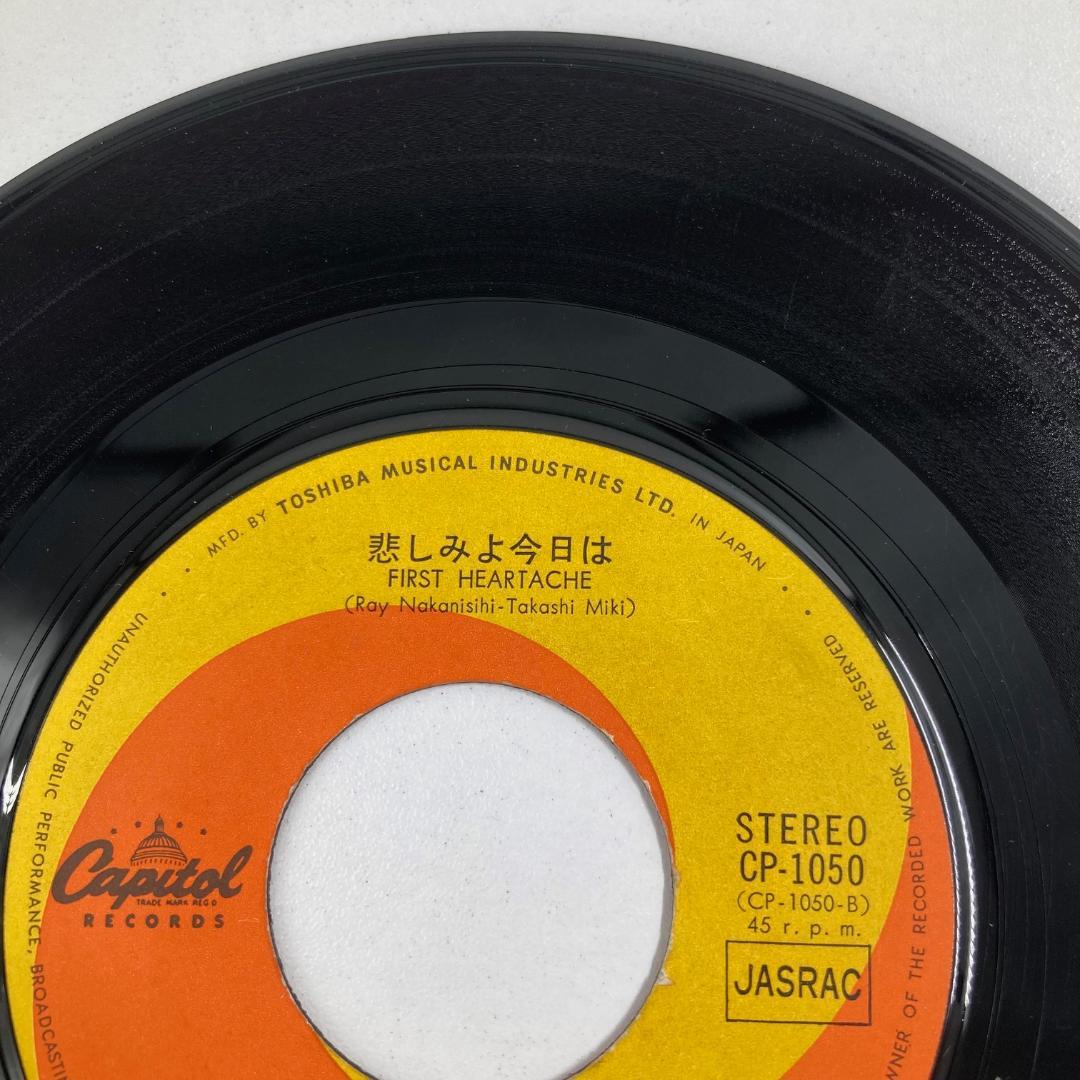 MFD. BY TOSHIBA MUSICAL INDUSTRIES LTD. IN JAPAN
悲しみよ今日は
FIRST HEARTACHE
(Ray Nakanisihi-Takashi Miki)
UNAUTHORIZED PUBLIC PERFORMANCE,
OWNER OF THE RECORDED WORK ARE RESERVED
Capitol
TRADE MARK REG'D
RECORDS
STEREO
CP-1050
(CP-1050-B)
45 r. p. m.
JASRAC